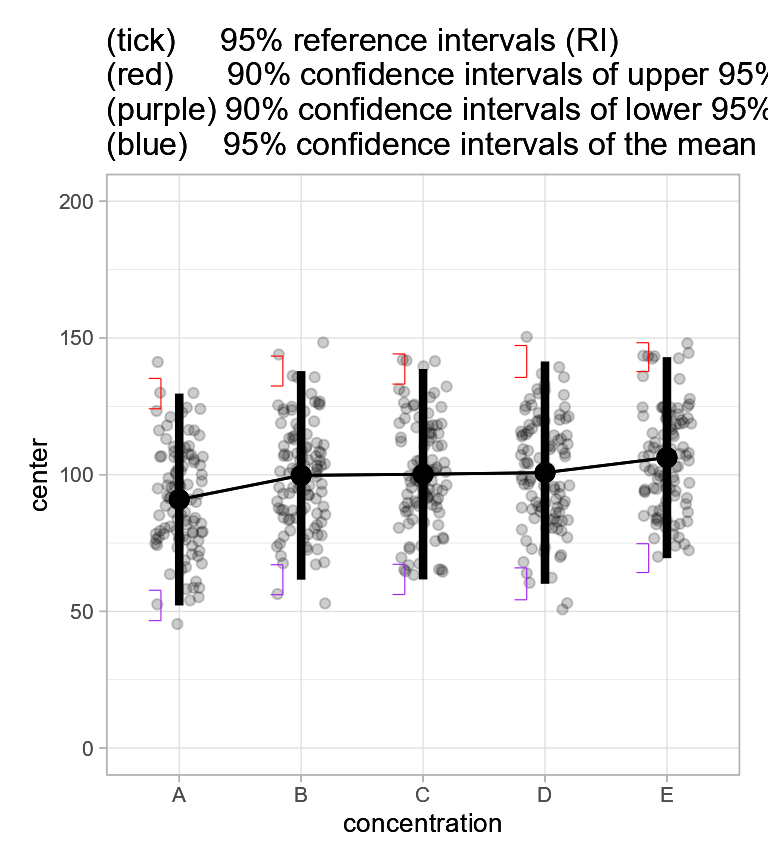 (tick) 95% reference intervals (RI)
(red) 90% confidence intervals of upper 95%
(purple) 90% confidence intervals of lower 95%
(blue) 95% confidence intervals of the mean
200
150
100
50
0
center
A B C D E
concentration